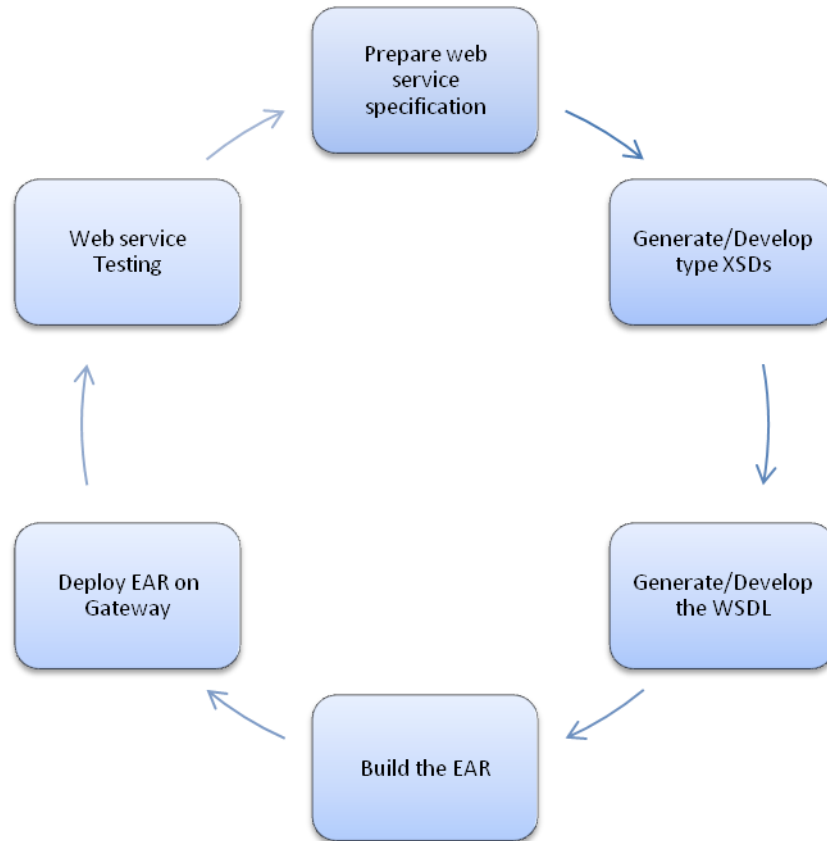 Prepare web
service
specification
Generate/Develop
type XSDs
Generate/Develop
the WSDL
Build the EAR
Deploy EAR on
Gateway
Web service
Testing